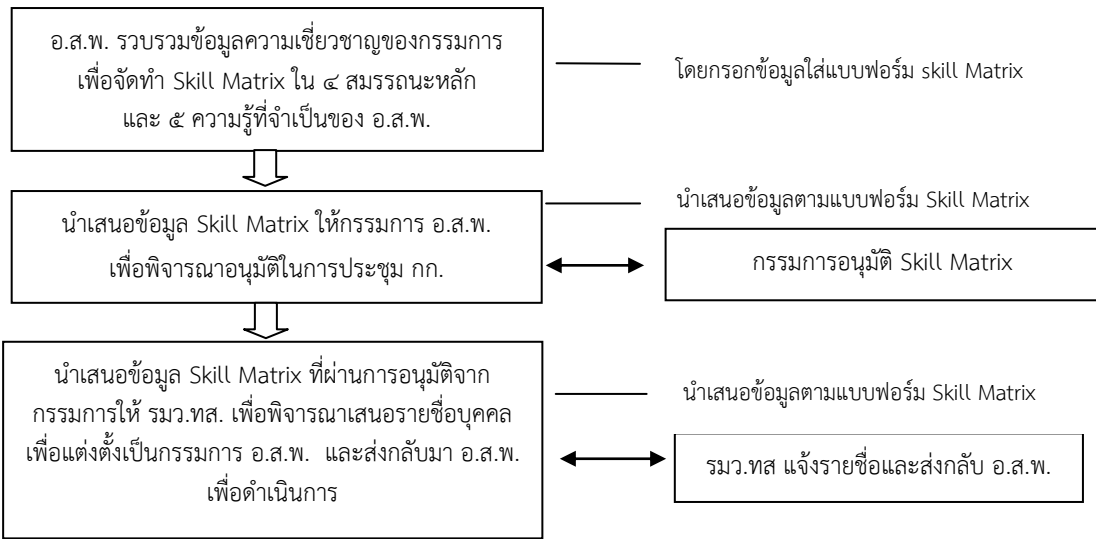 อ.ส.พ. รวบรวมข้อมูลความเชี่ยวชาญของกรรมการ
เพื่อจัดทำ Skill Matrix ใน ๔ สมรรถนะหลัก
และ ๕ ความรู้ที่จำเป็นของ อ.ส.พ.
โดยกรอกข้อมูลใส่แบบฟอร์ม skill Matrix
นำเสนอข้อมูล Skill Matrix ให้กรรมการ อ.ส.พ.
เพื่อพิจารณาอนุมัติในการประชุม กก.
นำเสนอข้อมูลตามแบบฟอร์ม Skill Matrix
กรรมการอนุมัติ Skill Matrix
นำเสนอข้อมูล Skill Matrix ที่ผ่านการอนุมัติจาก
กรรมการให้ รมว.ทส. เพื่อพิจารณาเสนอรายชื่อบุคคล
เพื่อแต่งตั้งเป็นกรรมการ อ.ส.พ. และส่งกลับมา อ.ส.พ.
เพื่อดำเนินการ
นำเสนอข้อมูลตามแบบฟอร์ม Skill Matrix
รมว.ทส แจ้งรายชื่อและส่งกลับ อ.ส.พ.